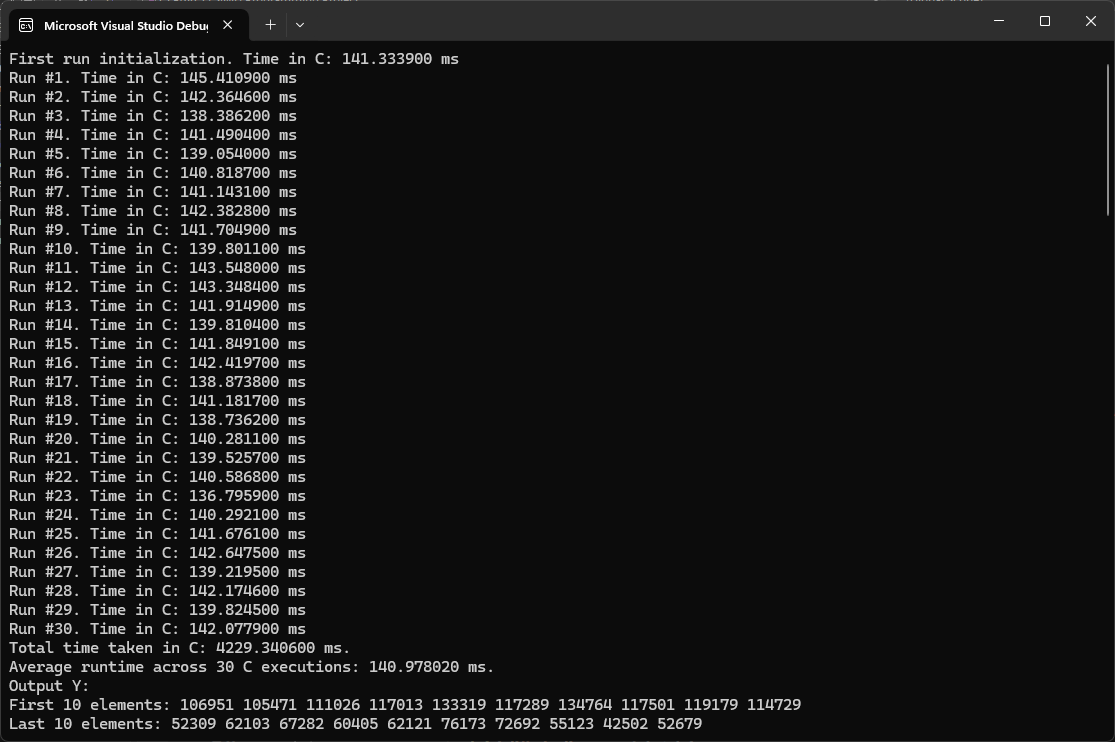 Microsoft Visual Studio Debug
First run initialization. Time in C: 141.333900 ms
Run #1. Time in C: 145.410900 ms
Run #2. Time in C: 142.364600 ms
Run #3. Time in C: 138.386200 ms
Run #4. Time in C: 141.490400 ms
Run #5. Time in C: 139.054000 ms
Run #6. Time in C: 140.818700 ms
Run #7. Time in C: 141.143100 ms
Run #8. Time in C: 142.382800 ms
Run #9. Time in C: 141.704900 ms
Run #10. Time in C: 139.801100 ms
Run #11. Time in C: 143.548000 ms
Run #12. Time in C: 143.348400 ms
Run #13. Time in C: 141.914900 ms
Run #14. Time in C: 139.810400 ms
Run #15. Time in C: 141.849100 ms
Run #16. Time in C: 142.419700 ms
Run #17. Time in C: 138.873800 ms
Run #18. Time in C: 141.181700 ms
Run #19. Time in C: 138.736200 ms
Run #20. Time in C: 140.281100 ms
Run #21. Time in C: 139.525700 ms
Run #22. Time in C: 140.586800 ms
Run #23. Time in C: 136.795900 ms
Run #24. Time in C: 140.292100 ms
Run #25. Time in C: 141.676100 ms
Run #26. Time in C: 142.647500 ms
Run #27. Time in C: 139.219500 ms
Run #28. Time in C: 142.174600 ms
Run #29. Time in C: 139.824500 ms
Run #30. Time in C: 142.077900 ms
Total time taken in C: 4229.340600 ms.
Average runtime across 30 C executions: 140.978020 ms.
Output Y:
First 10 elements: 106951 105471 111026 117013 133319 117289 134764 117501 119179 114729
Last 10 elements: 52309 62103 67282 60405 62121 76173 72692 55123 42502 52679